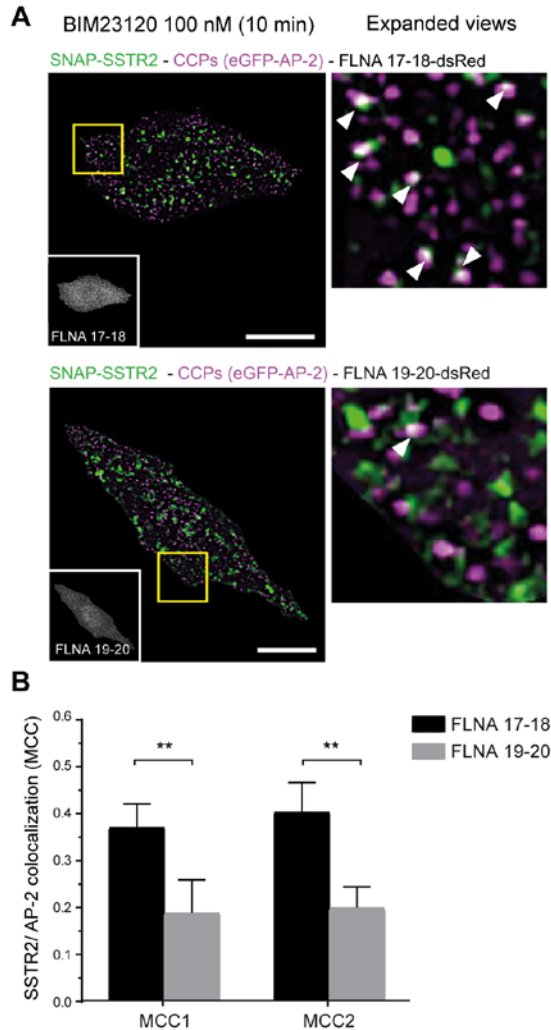 A
BIM23120 100 nM (10 min)
Expanded views
SNAP-SSTR2 - CCPs (eGFP-AP-2) - FLNA 17-18-dsRed
FLNA 17-18
SNAP-SSTR2 - CCPs (eGFP-AP-2) - FLNA 19-20-dsRed
FLNA 19-20
B
SSTR2/ AP-2 colocalization (MCC)
0.6
0.5
0.4
0.3
0.2
0.1
0.0
**
**
FLNA 17-18
FLNA 19-20
MCC1
MCC2